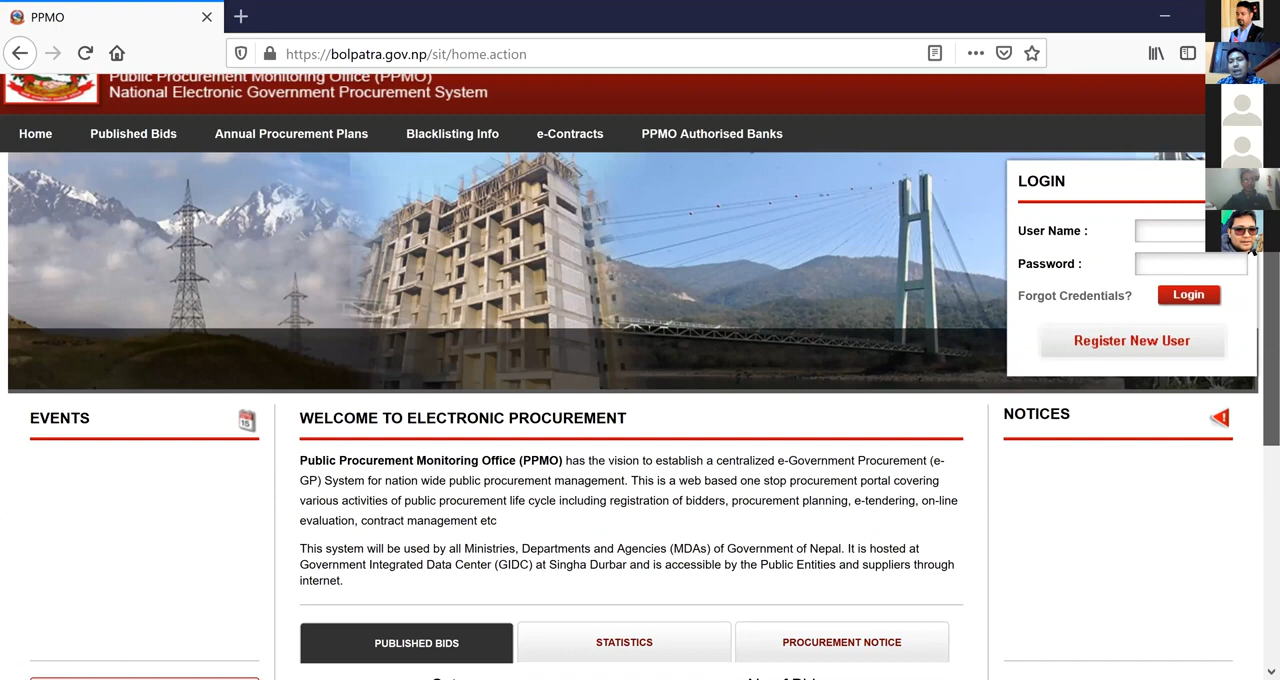 PPMO
https://bolpatra.gov.np/sit/home.action
Public Procurement Monitoring Office (PPMO)
National Electronic Government Procurement System
Home Published Bids Annual Procurement Plans Blacklisting Info e-Contracts PPMO Authorised Banks
LOGIN
User Name :
Password :
Forgot Credentials? Login
Register New User
EVENTS
15
WELCOME TO ELECTRONIC PROCUREMENT
Public Procurement Monitoring Office (PPMO) has the vision to establish a centralized e-Government Procurement (e-
GP) System for nation wide public procurement management. This is a web based one stop procurement portal covering
various activities of public procurement life cycle including registration of bidders, procurement planning, e-tendering, on-line
evaluation, contract management etc
This system will be used by all Ministries, Departments and Agencies (MDAs) of Government of Nepal. It is hosted at
Government Integrated Data Center (GIDC) at Singha Durbar and is accessible by the Public Entities and suppliers through
internet.
PUBLISHED BIDS STATISTICS PROCUREMENT NOTICE
NOTICES